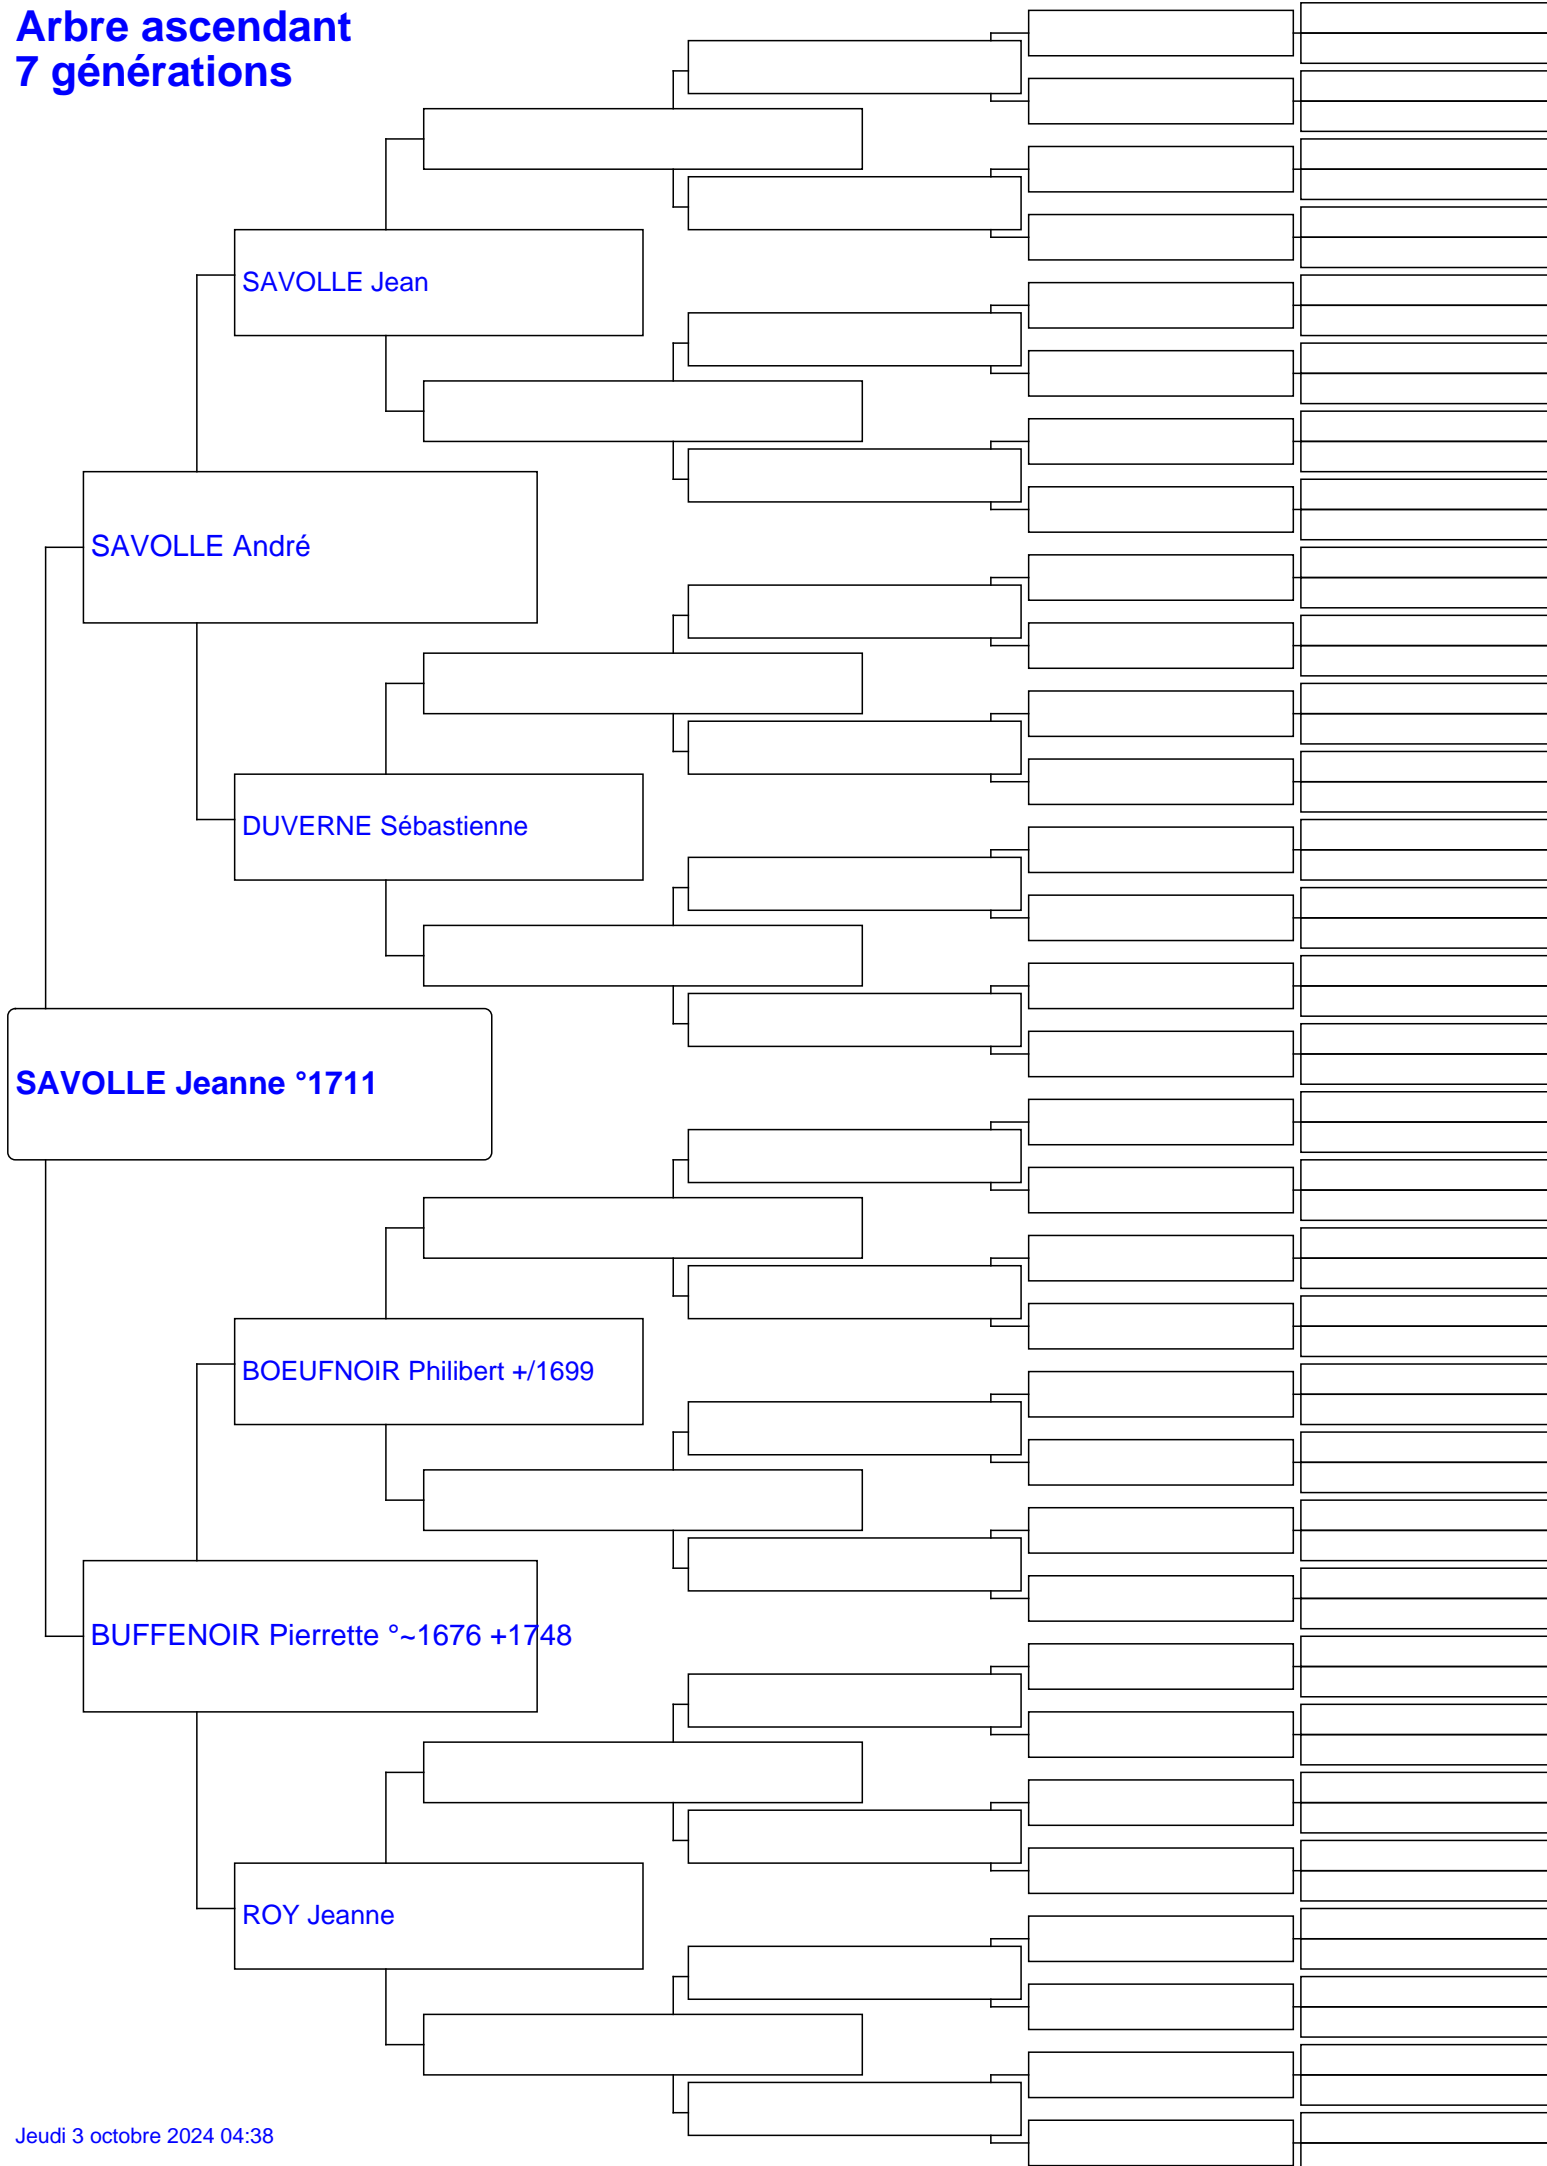 Arbre ascendant
7 générations
SAVOLLE Jean
SAVOLLE André
DUVERNE Sébastienne
SAVOLLE Jeanne °1711
BOEUFNOIR Philibert +/1699
BUFFENOIR Pierrette °~1676 +1748
ROY Jeanne
Jeudi 3 octobre 2024 04:38